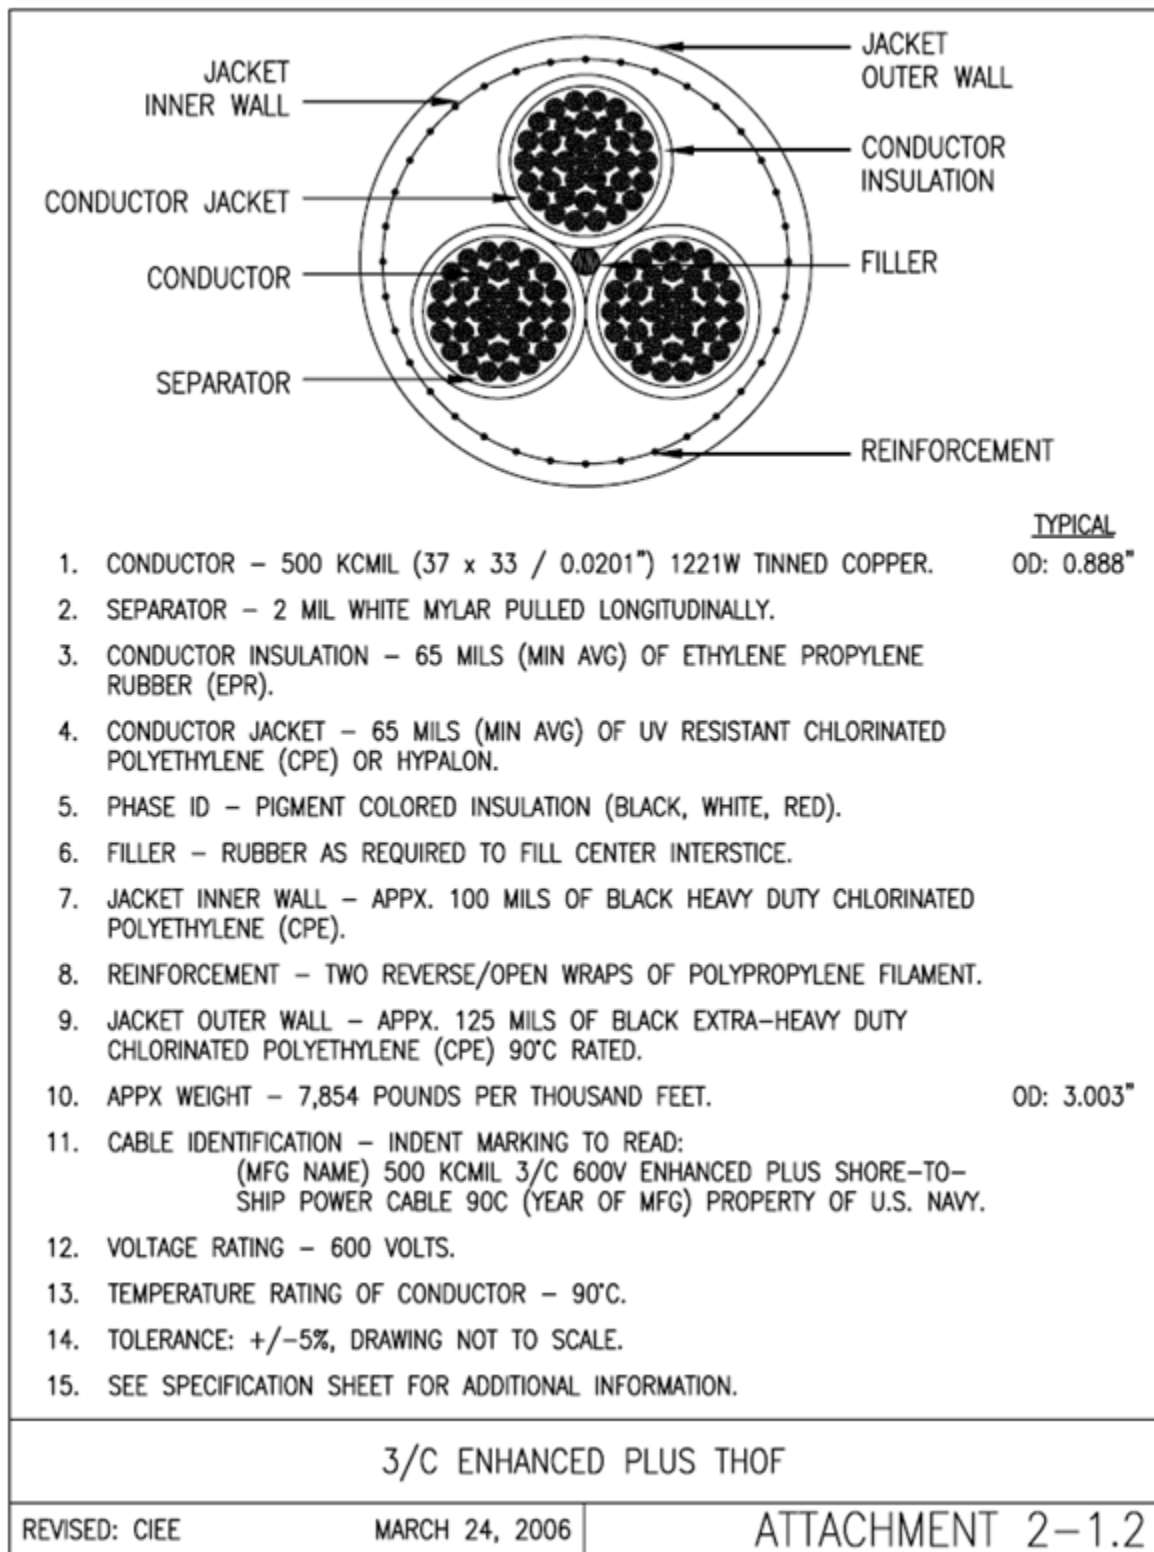 JACKET
INNER WALL
CONDUCTOR JACKET
CONDUCTOR
SEPARATOR
JACKET
OUTER WALL
CONDUCTOR
INSULATION
FILLER
REINFORCEMENT
TYPICAL
1. CONDUCTOR – 500 KCMIL (37 x 33 / 0.0201") 1221W TINNED COPPER. OD: 0.888"
2. SEPARATOR – 2 MIL WHITE MYLAR PULLED LONGITUDINALLY.
3. CONDUCTOR INSULATION – 65 MILS (MIN AVG) OF ETHYLENE PROPYLENE
RUBBER (EPR).
4. CONDUCTOR JACKET – 65 MILS (MIN AVG) OF UV RESISTANT CHLORINATED
POLYETHYLENE (CPE) OR HYPALON.
5. PHASE ID – PIGMENT COLORED INSULATION (BLACK, WHITE, RED).
6. FILLER – RUBBER AS REQUIRED TO FILL CENTER INTERSTICE.
7. JACKET INNER WALL – APPX. 100 MILS OF BLACK HEAVY DUTY CHLORINATED
POLYETHYLENE (CPE).
8. REINFORCEMENT – TWO REVERSE/OPEN WRAPS OF POLYPROPYLENE FILAMENT.
9. JACKET OUTER WALL – APPX. 125 MILS OF BLACK EXTRA–HEAVY DUTY
CHLORINATED POLYETHYLENE (CPE) 90°C RATED.
10. APPX WEIGHT – 7,854 POUNDS PER THOUSAND FEET. OD: 3.003"
11. CABLE IDENTIFICATION – INDENT MARKING TO READ:
(MFG NAME) 500 KCMIL 3/C 600V ENHANCED PLUS SHORE–TO–
SHIP POWER CABLE 90C (YEAR OF MFG) PROPERTY OF U.S. NAVY.
12. VOLTAGE RATING – 600 VOLTS.
13. TEMPERATURE RATING OF CONDUCTOR – 90°C.
14. TOLERANCE: +/–5%, DRAWING NOT TO SCALE.
15. SEE SPECIFICATION SHEET FOR ADDITIONAL INFORMATION.
3/C ENHANCED PLUS THOF
REVISED: CIEE MARCH 24, 2006 ATTACHMENT 2–1.2